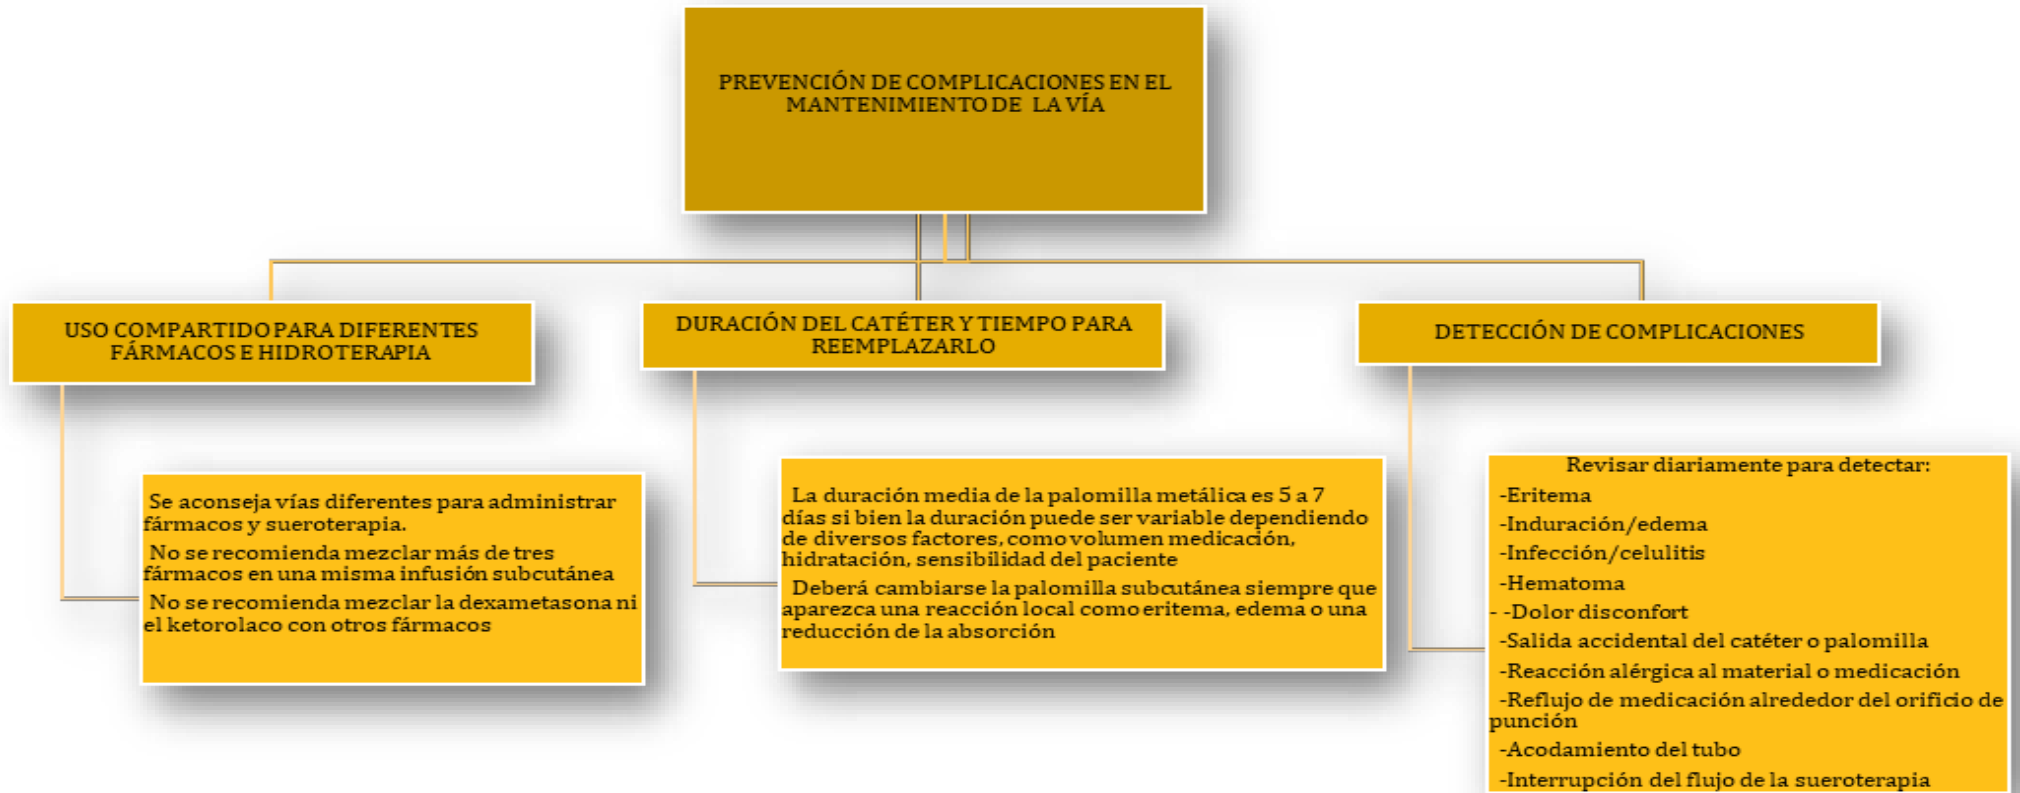 PREVENCIÓN DE COMPLICACIONES EN EL
MANTENIMIENTO DE LA VÍA
USO COMPARTIDO PARA DIFERENTES
FÁRMACOS E HIDROTERAPIA
Se aconseja vías diferentes para administrar
fármacos y sueroterapia.
No se recomienda mezclar más de tres
fármacos en una misma infusión subcutánea
No se recomienda mezclar la dexametasona ni
el ketorolaco con otros fármacos
DURACIÓN DEL CATÉTER Y TIEMPO PARA
REEMPLAZARLO
La duración media de la palomilla metálica es 5 a 7
días si bien la duración puede ser variable dependiendo
de diversos factores, como volumen medicación,
hidratación, sensibilidad del paciente
Deberá cambiarse la palomilla subcutánea siempre que
aparezca una reacción local como eritema, edema o una
reducción de la absorción
DETECCIÓN DE COMPLICACIONES
Revisar diariamente para detectar:
-Eritema
-Induración/edema
-Infección/celulitis
-Hematoma
- -Dolor disconfort
-Salida accidental del catéter o palomilla
-Reacción alérgica al material o medicación
-Reflujo de medicación alrededor del orificio de
punción
-Acodamiento del tubo
-Interrupción del flujo de la sueroterapia